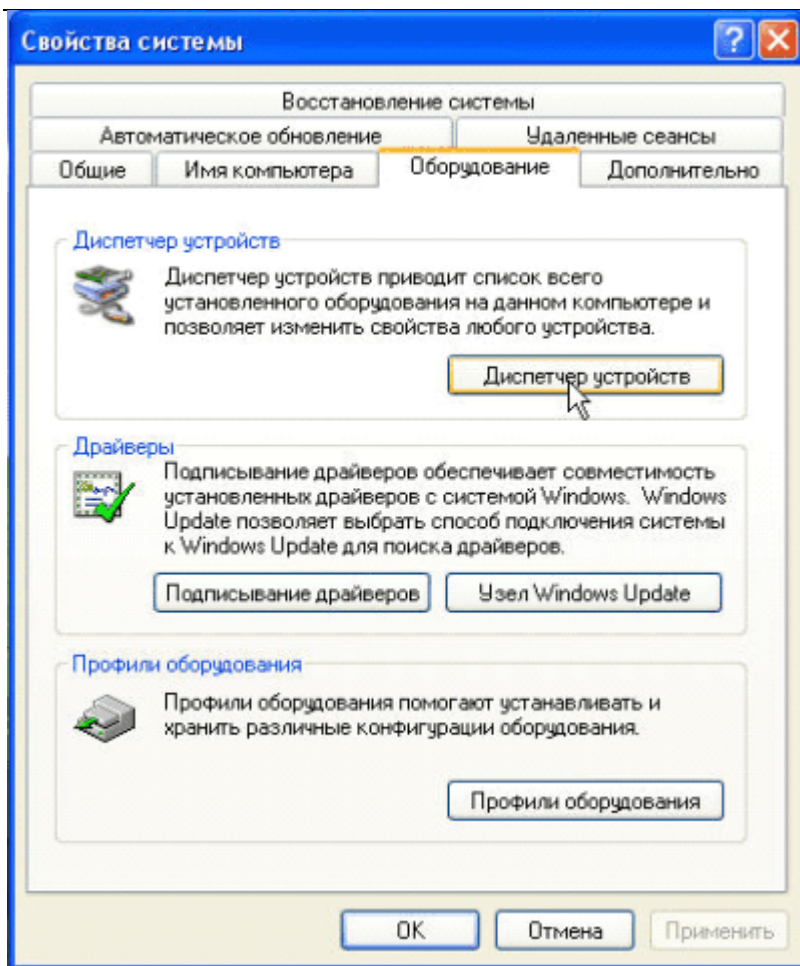 Свойства системы
Восстановление системы
Автоматическое обновление Удаленные сеансы
Общие Имя компьютера Оборудование Дополнительно
Диспетчер устройств
Диспетчер устройств приводит список всего
установленного оборудования на данном компьютере и
позволяет изменить свойства любого устройства.
Диспетчер устройств
Драйверы
Подписывание драйверов обеспечивает совместимость
установленных драйверов с системой Windows. Windows
Update позволяет выбрать способ подключения системы
к Windows Update для поиска драйверов.
Подписывание драйверов Узел Windows Update
Профили оборудования
Профили оборудования помогают устанавливать и
хранить различные конфигурации оборудования.
Профили оборудования
OK Отмена Применить